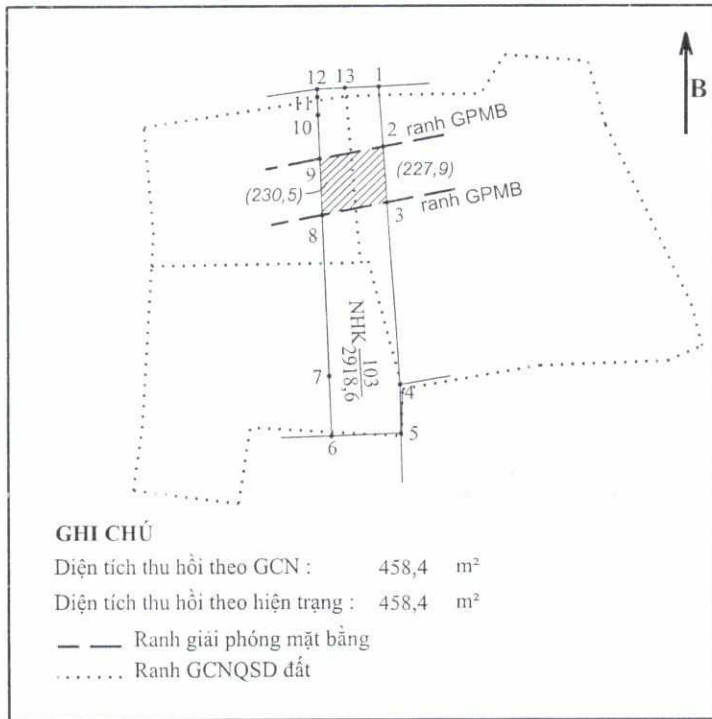 12 13 1
B
11
10
2 ranh GPMB
9
(227,9)
(230,5)
3 ranh GPMB
8
NHK 103
2918,6
7
4
5
6
GHI CHÚ
Diện tích thu hồi theo GCN : 458,4 m²
Diện tích thu hồi theo hiện trạng : 458,4 m²
Ranh giải phóng mặt bằng
Ranh GCNQSD đất